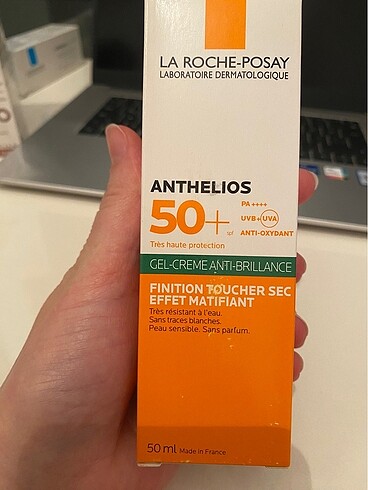 LA ROCHE-POSAY
LABORATOIRE DERMATOLOGIQUE
ANTHELIOS
50+ spf
PA ++++
UVB+UVA
ANTI-OXYDANT
Très haute protection
GEL-CREME ANTI-BRILLANCE
FINITION TOUCHER SEC
EFFET MATIFIANT
Très résistant à l'eau.
Sans traces blanches.
Peau sensible. Sans parfum.
50 ml Made in France